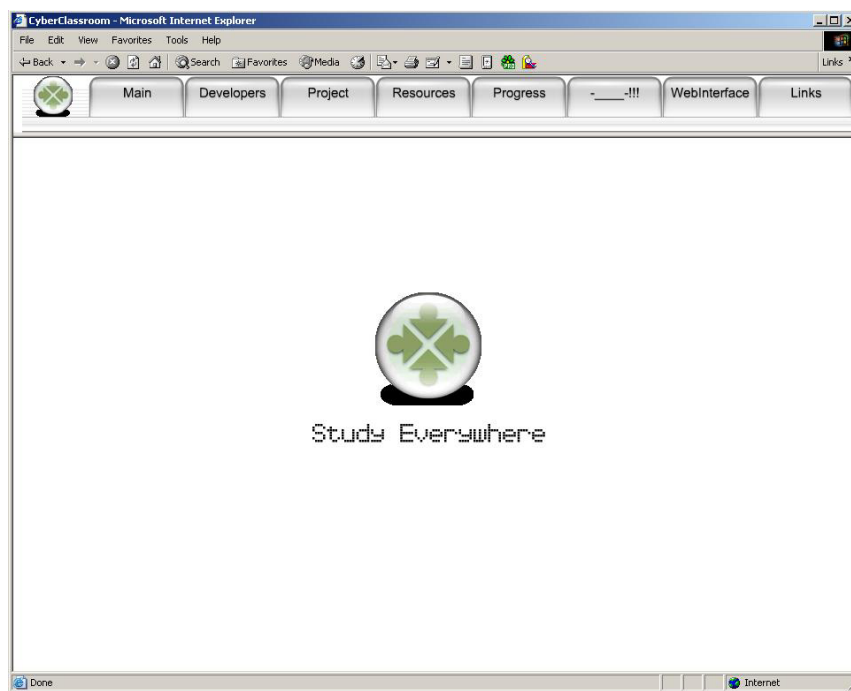 CyberClassroom - Microsoft Internet Explorer
File Edit View Favorites Tools Help
Back Search Favorites Media Links
Main Developers Project Resources Progress -____-!!! WebInterface Links
Study Everywhere
Done Internet